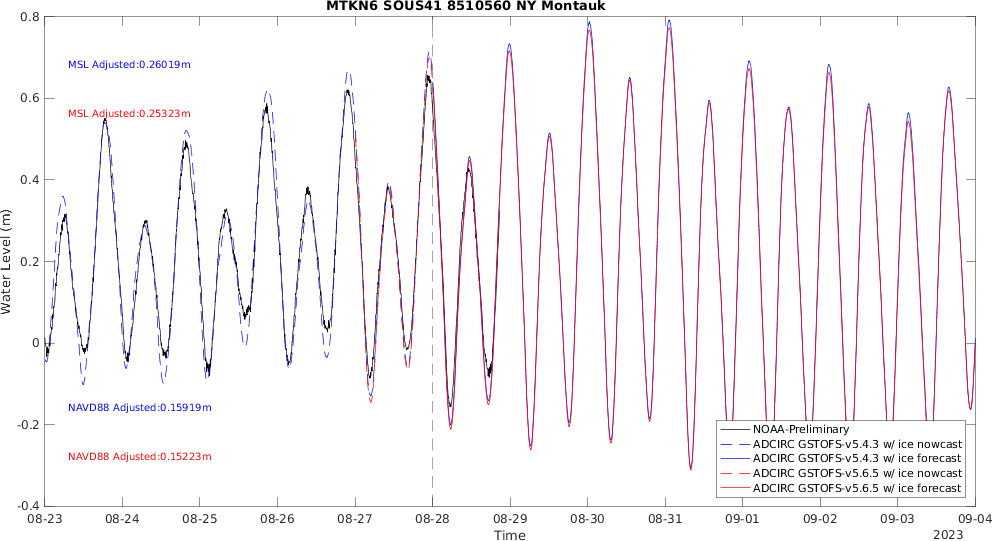 MTKN6 SOUS41 8510560 NY Montauk
0.8
0.6
0.4
0.2
0
-0.2
-0.4
Water Level (m)
MSL Adjusted:0.26019m
MSL Adjusted:0.25323m
NAVD88 Adjusted:0.15919m
NAVD88 Adjusted:0.15223m
NOAA-Preliminary
ADCIRC GSTOFS-v5.4.3 w/ ice nowcast
ADCIRC GSTOFS-v5.4.3 w/ ice forecast
ADCIRC GSTOFS-v5.6.5 w/ ice nowcast
ADCIRC GSTOFS-v5.6.5 w/ ice forecast
08-23 08-24 08-25 08-26 08-27 08-28 08-29 08-30 08-31 09-01 09-02 09-03 09-04
Time
2023